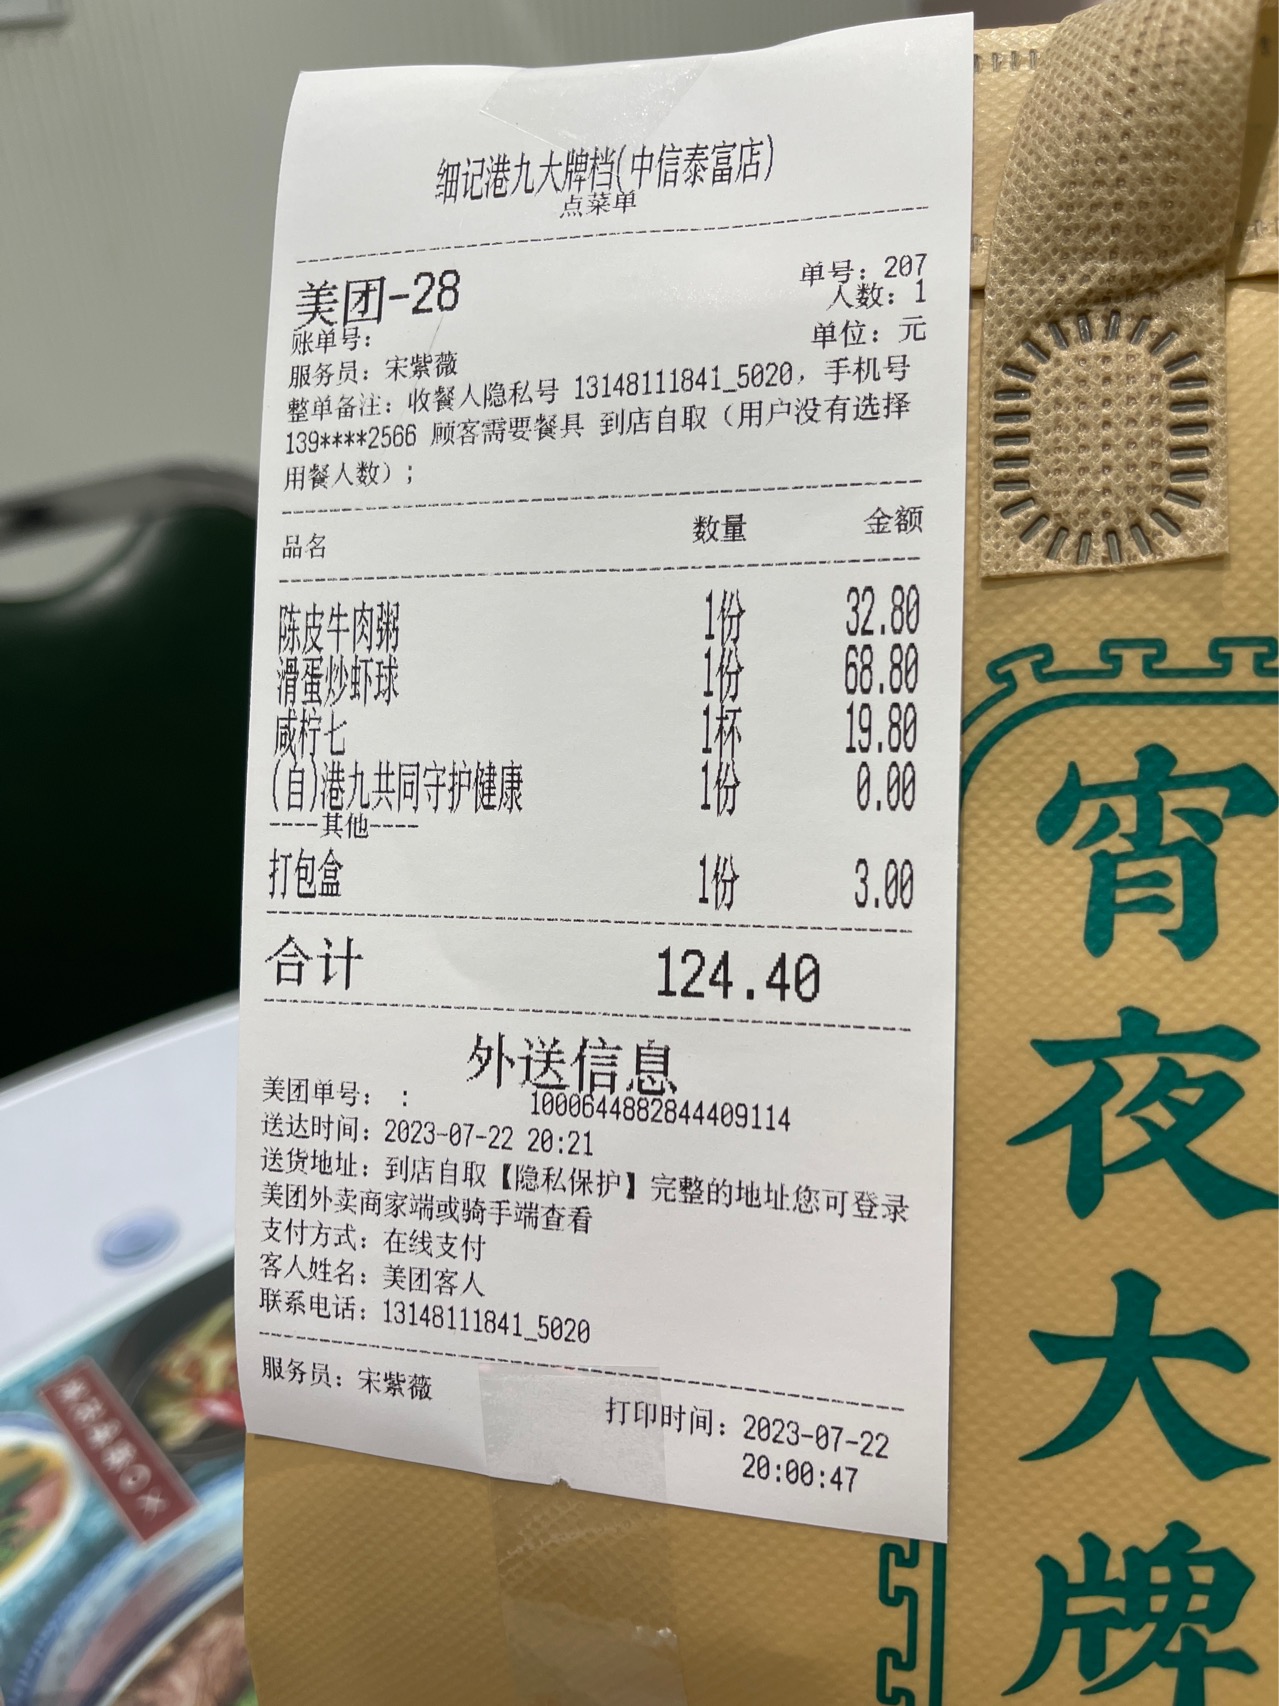 细记港九大牌档(中信泰富店)
点菜单
美团-28
单号：207
人数：1
账单号：
单位：元
服务员：宋紫薇
整单备注：收餐人隐私号 13148111841_5020，手机号
139****2566 顾客需要餐具 到店自取（用户没有选择
用餐人数）；
品名 数量 金额
陈皮牛肉粥 1份 32.80
滑蛋炒虾球 1份 68.80
咸柠七 1杯 19.80
(自)港九共同守护健康 1份 0.00
----其他----
打包盒 1份 3.00
合计 124.40
外送信息
美团单号： : 1000644882844409114
送达时间：2023-07-22 20:21
送货地址：到店自取【隐私保护】完整的地址您可登录
美团外卖商家端或骑手端查看
支付方式：在线支付
客人姓名：美团客人
联系电话：13148111841_5020
服务员：宋紫薇
打印时间：2023-07-22
20:00:47
宵夜大牌